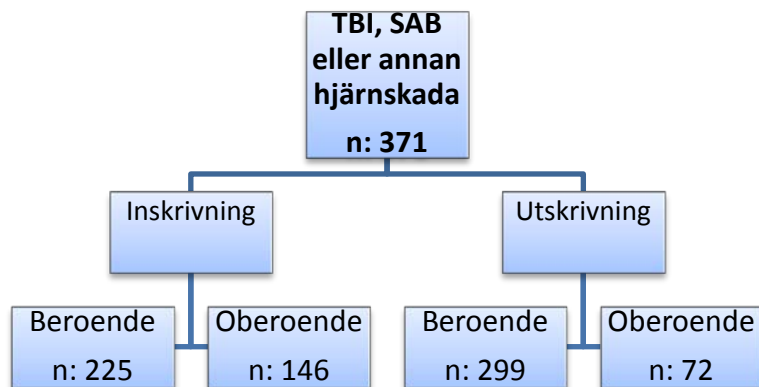 TBI, SAB
eller annan
hjärnskada
n: 371
Inskrivning
Utskrivning
Beroende
n: 225
Oberoende
n: 146
Beroende
n: 299
Oberoende
n: 72